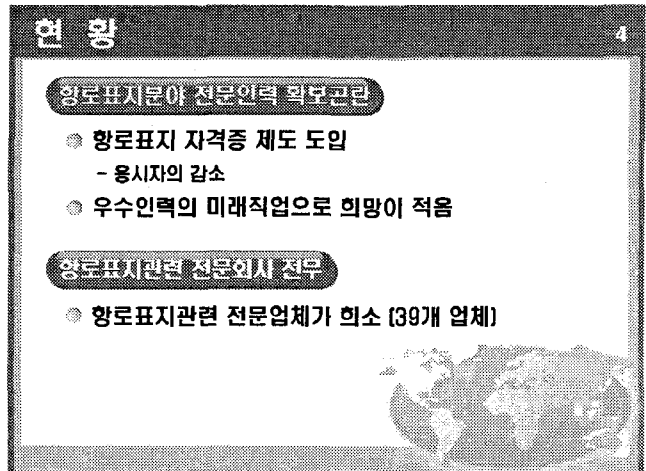 현 황
4
항로표지분야 전문인력 확보곤란
항로표지 자격증 제도 도입
- 응시자의 감소
우수인력의 미래직업으로 희망이 적음
항로표지관련 전문회사 전무
항로표지관련 전문업체가 희소 (39개 업체)